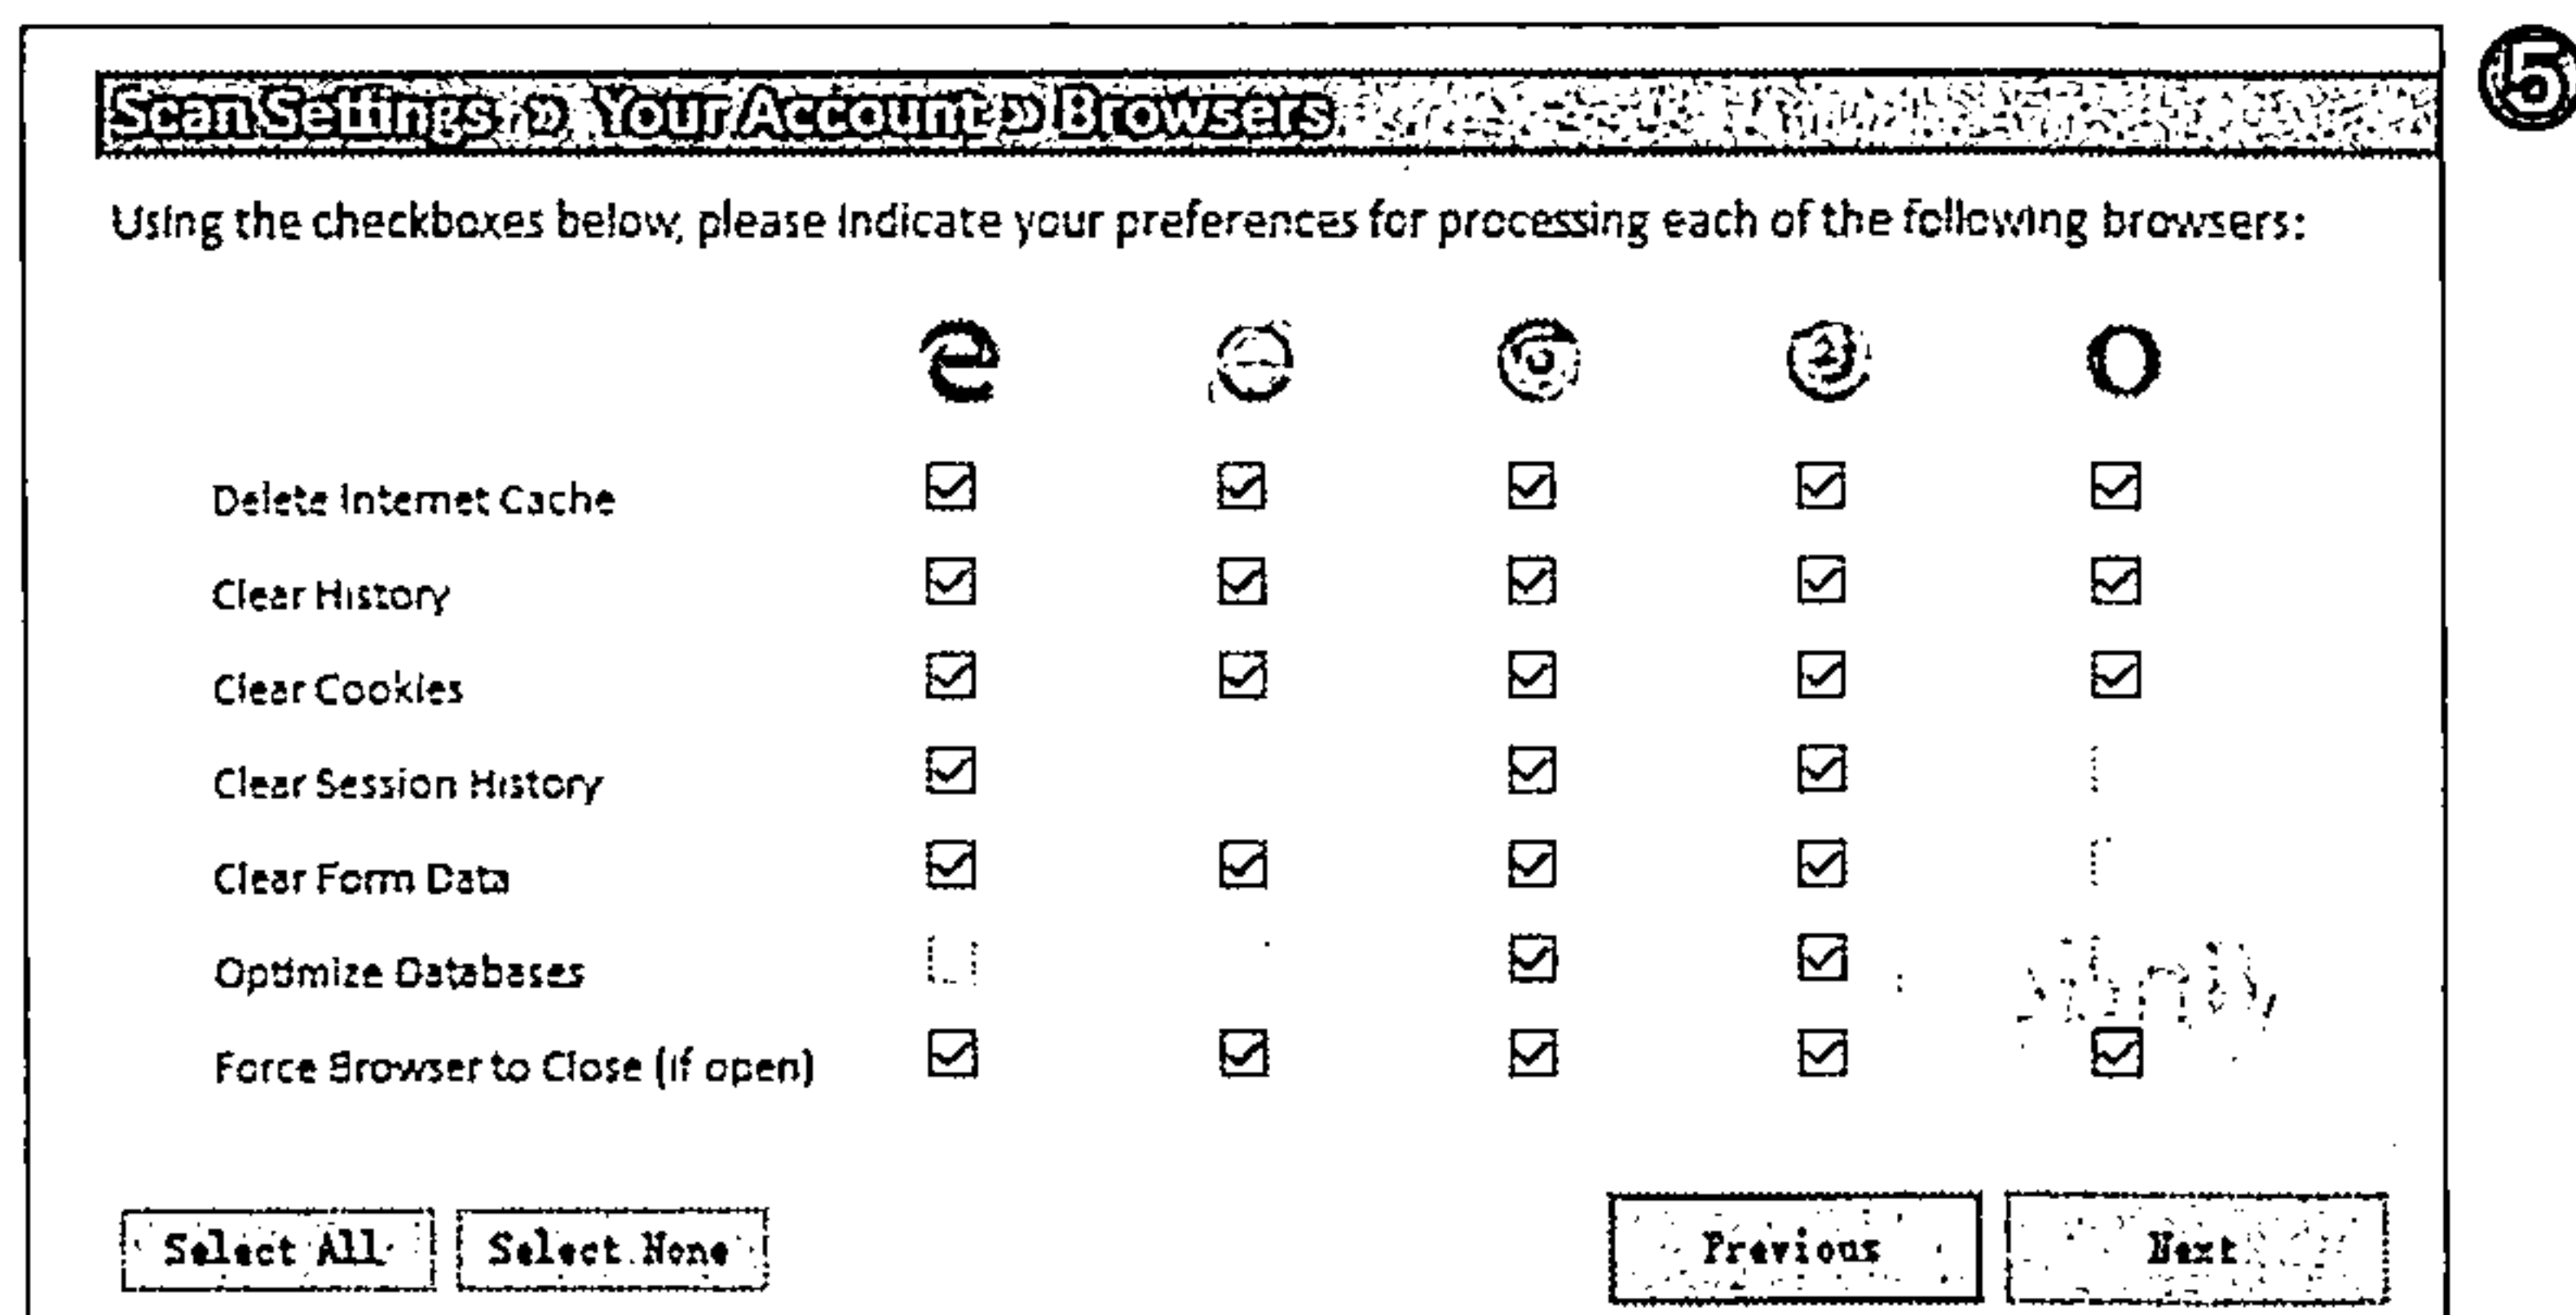 5
Scan Settings » Your Account » Browsers
Using the checkboxes below, please indicate your preferences for processing each of the following browsers:
Delete Internet Cache
Clear History
Clear Cookies
Clear Session History
Clear Form Data
Optimize Databases
Force Browser to Close (if open)
Select All Select None Previous Next